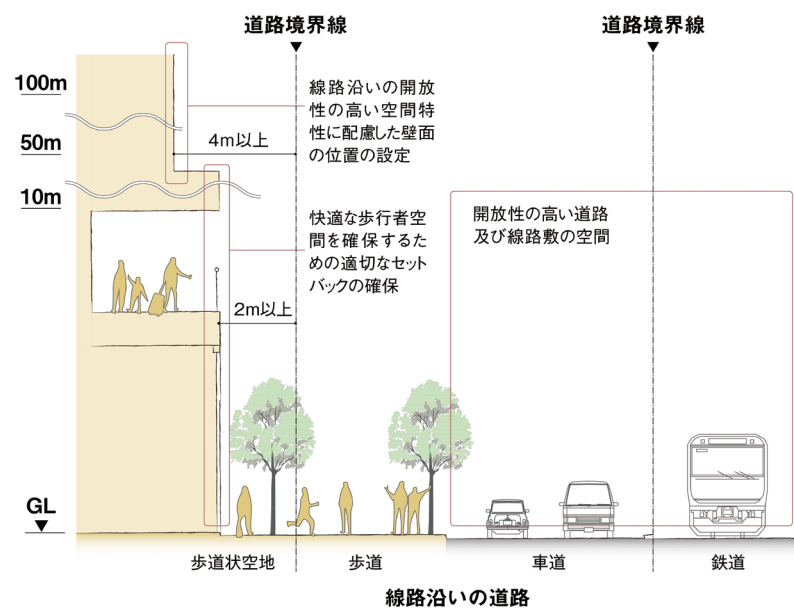 道路境界線
道路境界線
100m
線路沿いの開放
性の高い空間特
性に配慮した壁面
の位置の設定
4m以上
50m
10m
快適な歩行者空
間を確保するた
めの適切なセット
バックの確保
開放性の高い道路
及び線路敷の空間
2m以上
GL
歩道状空地
歩道
車道
鉄道
線路沿いの道路